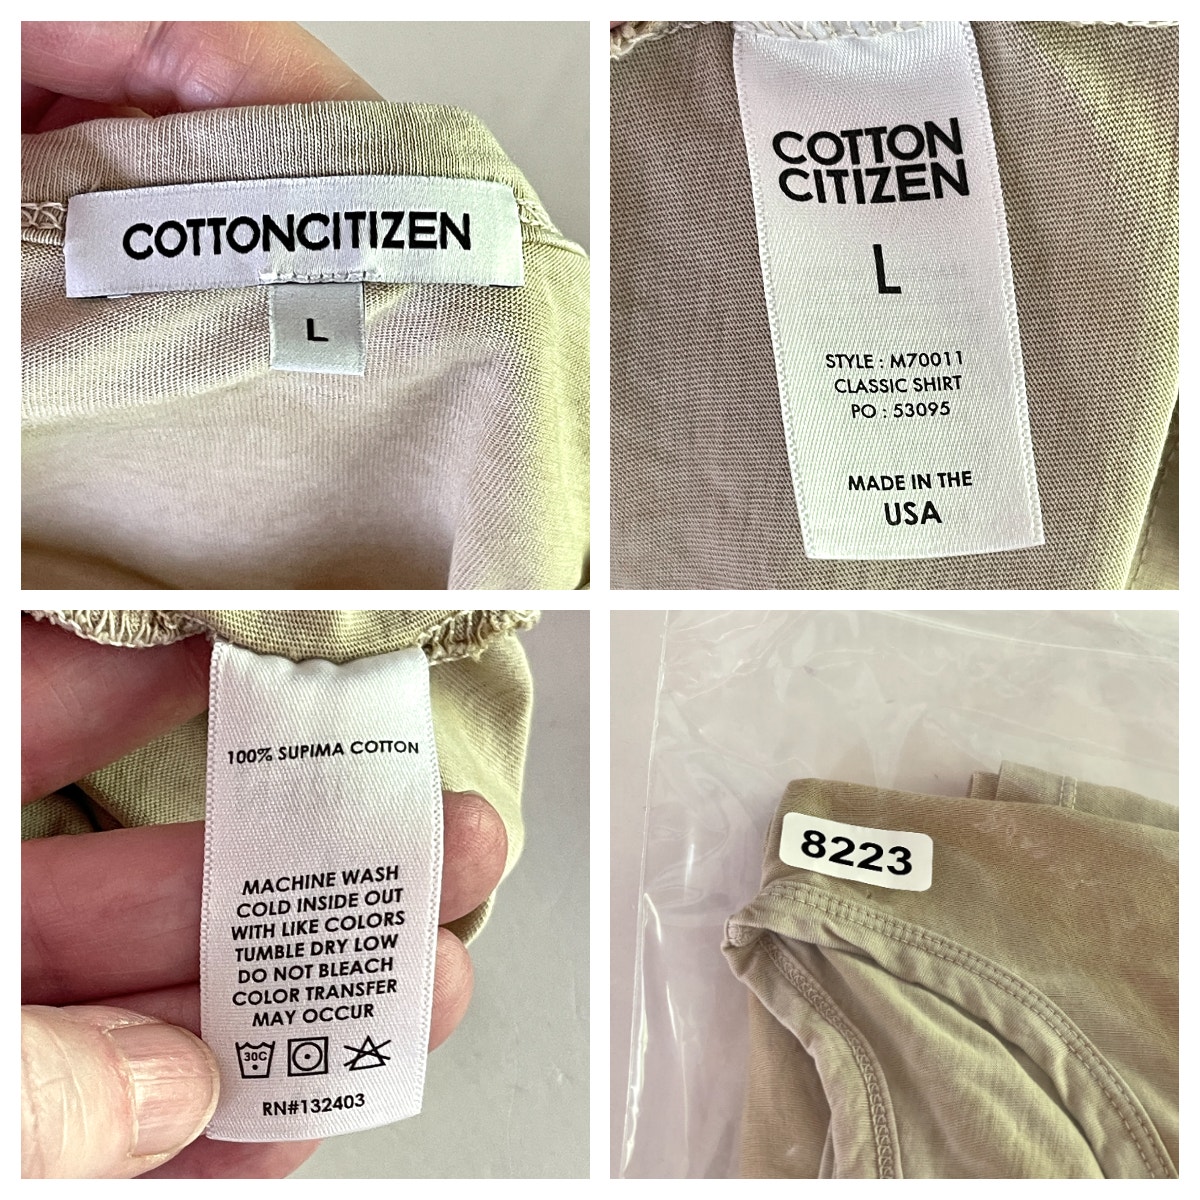 COTTONCITIZEN
L
COTTON
CITIZEN
L
STYLE : M70011
CLASSIC SHIRT
PO : 53095
MADE IN THE
USA
100% SUPIMA COTTON
MACHINE WASH
COLD INSIDE OUT
WITH LIKE COLORS
TUMBLE DRY LOW
DO NOT BLEACH
COLOR TRANSFER
MAY OCCUR
30C
RN#132403
8223